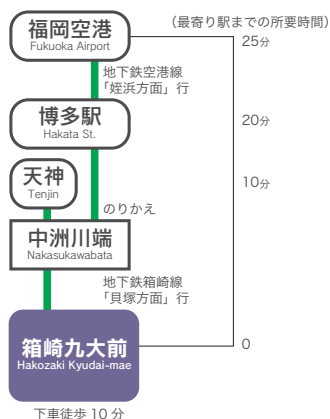 （最寄り駅までの所要時間）
福岡空港
Fukuoka Airport
25分
地下鉄空港線
「姪浜方面」行
博多駅
Hakata St.
20分
天神
Tenjin
10分
のりかえ
中洲川端
Nakasukawabata
地下鉄箱崎線
「貝塚方面」行
箱崎九大前
Hakozaki Kyudai-mae
0
下車徒歩 10 分